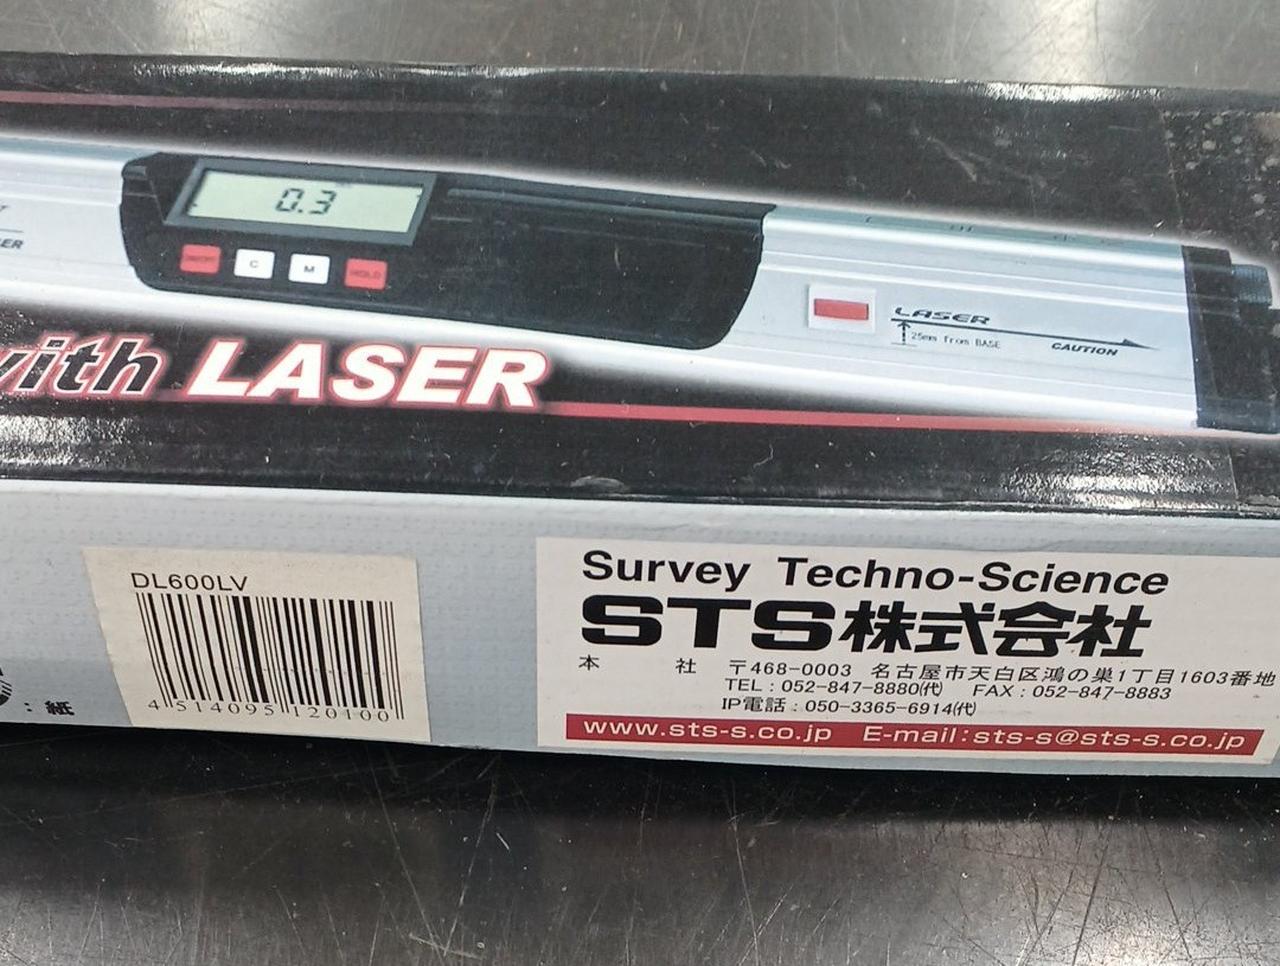 0.3
ON/OFF
C
M
HOLD
LASER
25mm from BASE
CAUTION
with LASER
DL600LV
4 514095 120100
: 紙
Survey Techno-Science
STS株式会社
本 社 〒468-0003 名古屋市天白区鴻の巣1丁目1603番地
TEL : 052-847-8880(代) FAX : 052-847-8883
IP電話 : 050-3365-6914(代)
www.sts-s.co.jp E-mail:sts-s@sts-s.co.jp